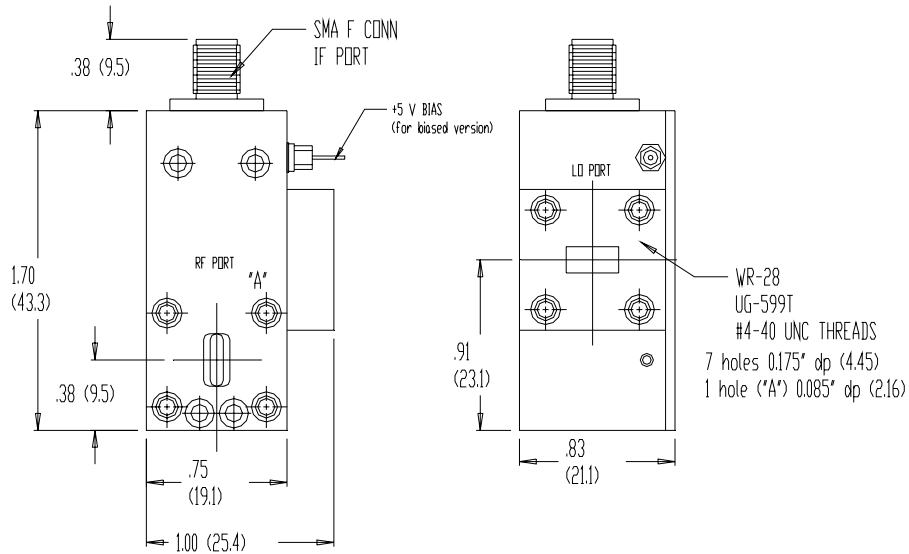 SMA F CONN
IF PORT
.38 (9.5)
+5 V BIAS
(for biased version)
LO PORT
RF PORT
"A"
1.70
(43.3)
WR-28
UG-599T
#4-40 UNC THREADS
7 holes 0.175" dp (4.45)
1 hole ("A") 0.085" dp (2.16)
.91
(23.1)
.38 (9.5)
.75
(19.1)
.83
(21.1)
1.00 (25.4)